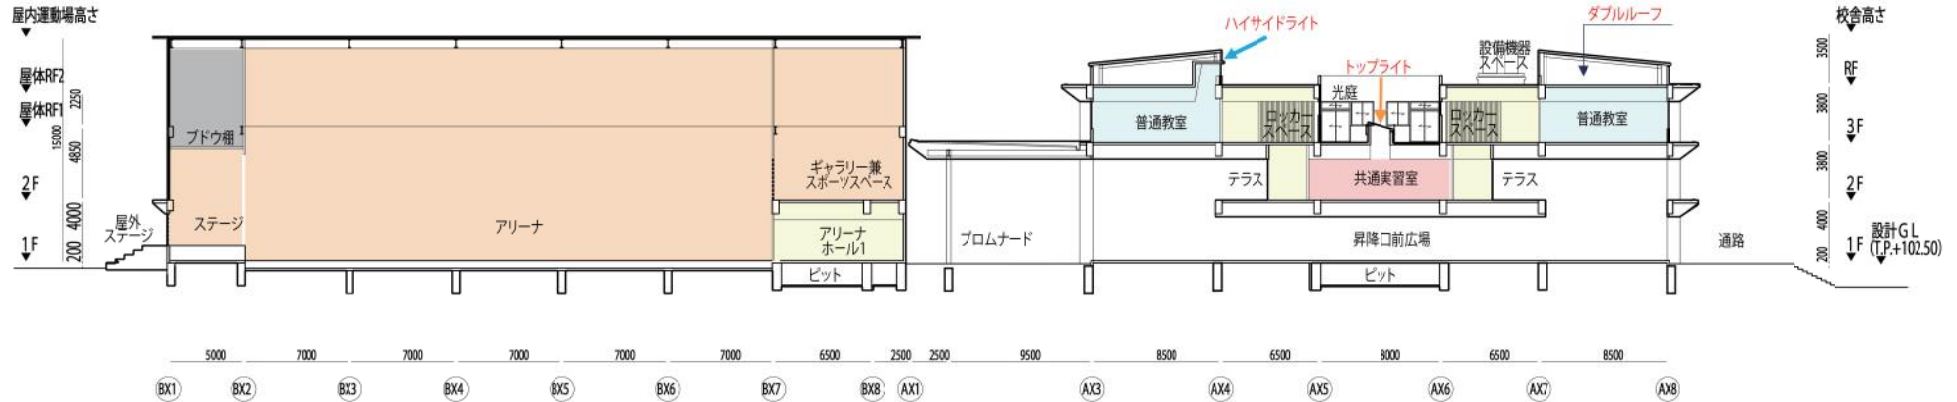 屋内運動場高さ
校舎高さ
ハイサイドライト
ダブルルーフ
トップライト
設備機器
スペース
屋体RF2
屋体RF1
2F
1F
2250
15000
4850
4000
200
ブドウ棚
ステージ
屋外
ステージ
アリーナ
ギャラリー兼
スポーツスペース
アリーナ
ホール1
ピット
プロムナード
普通教室
ロッカー
スペース
光庭
ロッカー
スペース
普通教室
テラス
共通実習室
テラス
昇降口前広場
ピット
通路
3500
3800
3800
4000
200
RF
3F
2F
1F
設計GL
(T.P.+102.50)
5000 7000 7000 7000 7000 7000 6500 2500 2500 9500 8500 6500 8000 6500 8500
BX1 BX2 BX3 BX4 BX5 BX6 BX7 BX8 AX1 AX3 AX4 AX5 AX6 AX7 AX8